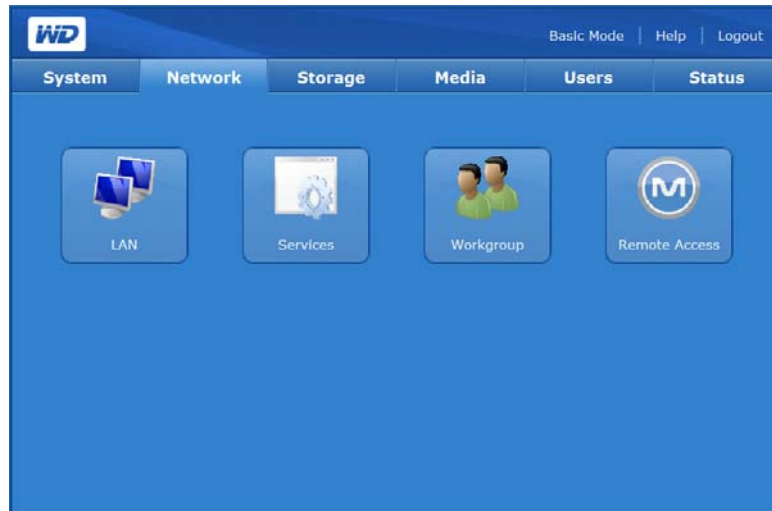 WD
Basic Mode | Help | Logout
System Network Storage Media Users Status
LAN Services Workgroup Remote Access